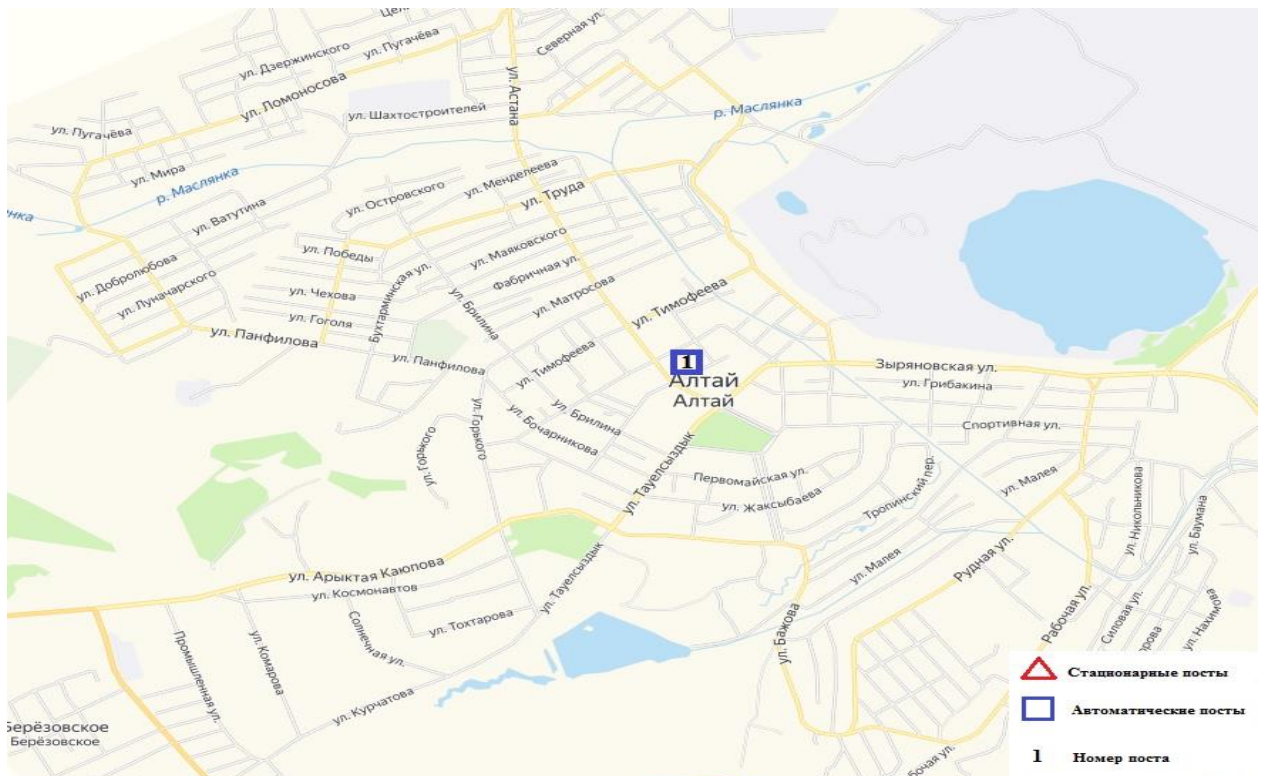 Северная ул.
ул. Дзержинского
ул. Пугачёва
ул. Ломоносова
ул. Астана
ул. Шахтостроителей
р. Маслянка
ул. Пугачёва
ул. Мира
р. Маслянка
ул. Менделеева
ул. Островского
ул. Труда
ул. Ватутина
ул. Победы
ул. Маяковского
Фабричная ул.
ул. Добролюбова
ул. Луначарского
ул. Чехова
Бухтарминская ул.
ул. Брилина
ул. Матросова
ул. Тимофеева
ул. Гоголя
ул. Панфилова
ул. Панфилова
ул. Тимофеева
1
Алтай
Алтай
Зыряновская ул.
ул. Грибакина
Спортивная ул.
ул. Горького
ул. Горького
ул. Брилина
ул. Бочарникова
ул. Тауелсыздык
Первомайская ул.
ул. Жаксыбаева
Тропинский пер.
ул. Малея
ул. Никольникова
ул. Баумана
ул. Арыктая Каюпова
ул. Космонавтов
ул. Тауелсыздык
ул. Малея
Рудная ул.
ул. Тохтарова
Солнечная ул.
ул. Комарова
Промышленная ул.
ул. Бажова
Рабочая ул.
Силовая ул.
ул. Нахимова
ул. Курчатова
Берёзовское
Берёзовское
Стационарные посты
Автоматические посты
1 Номер поста